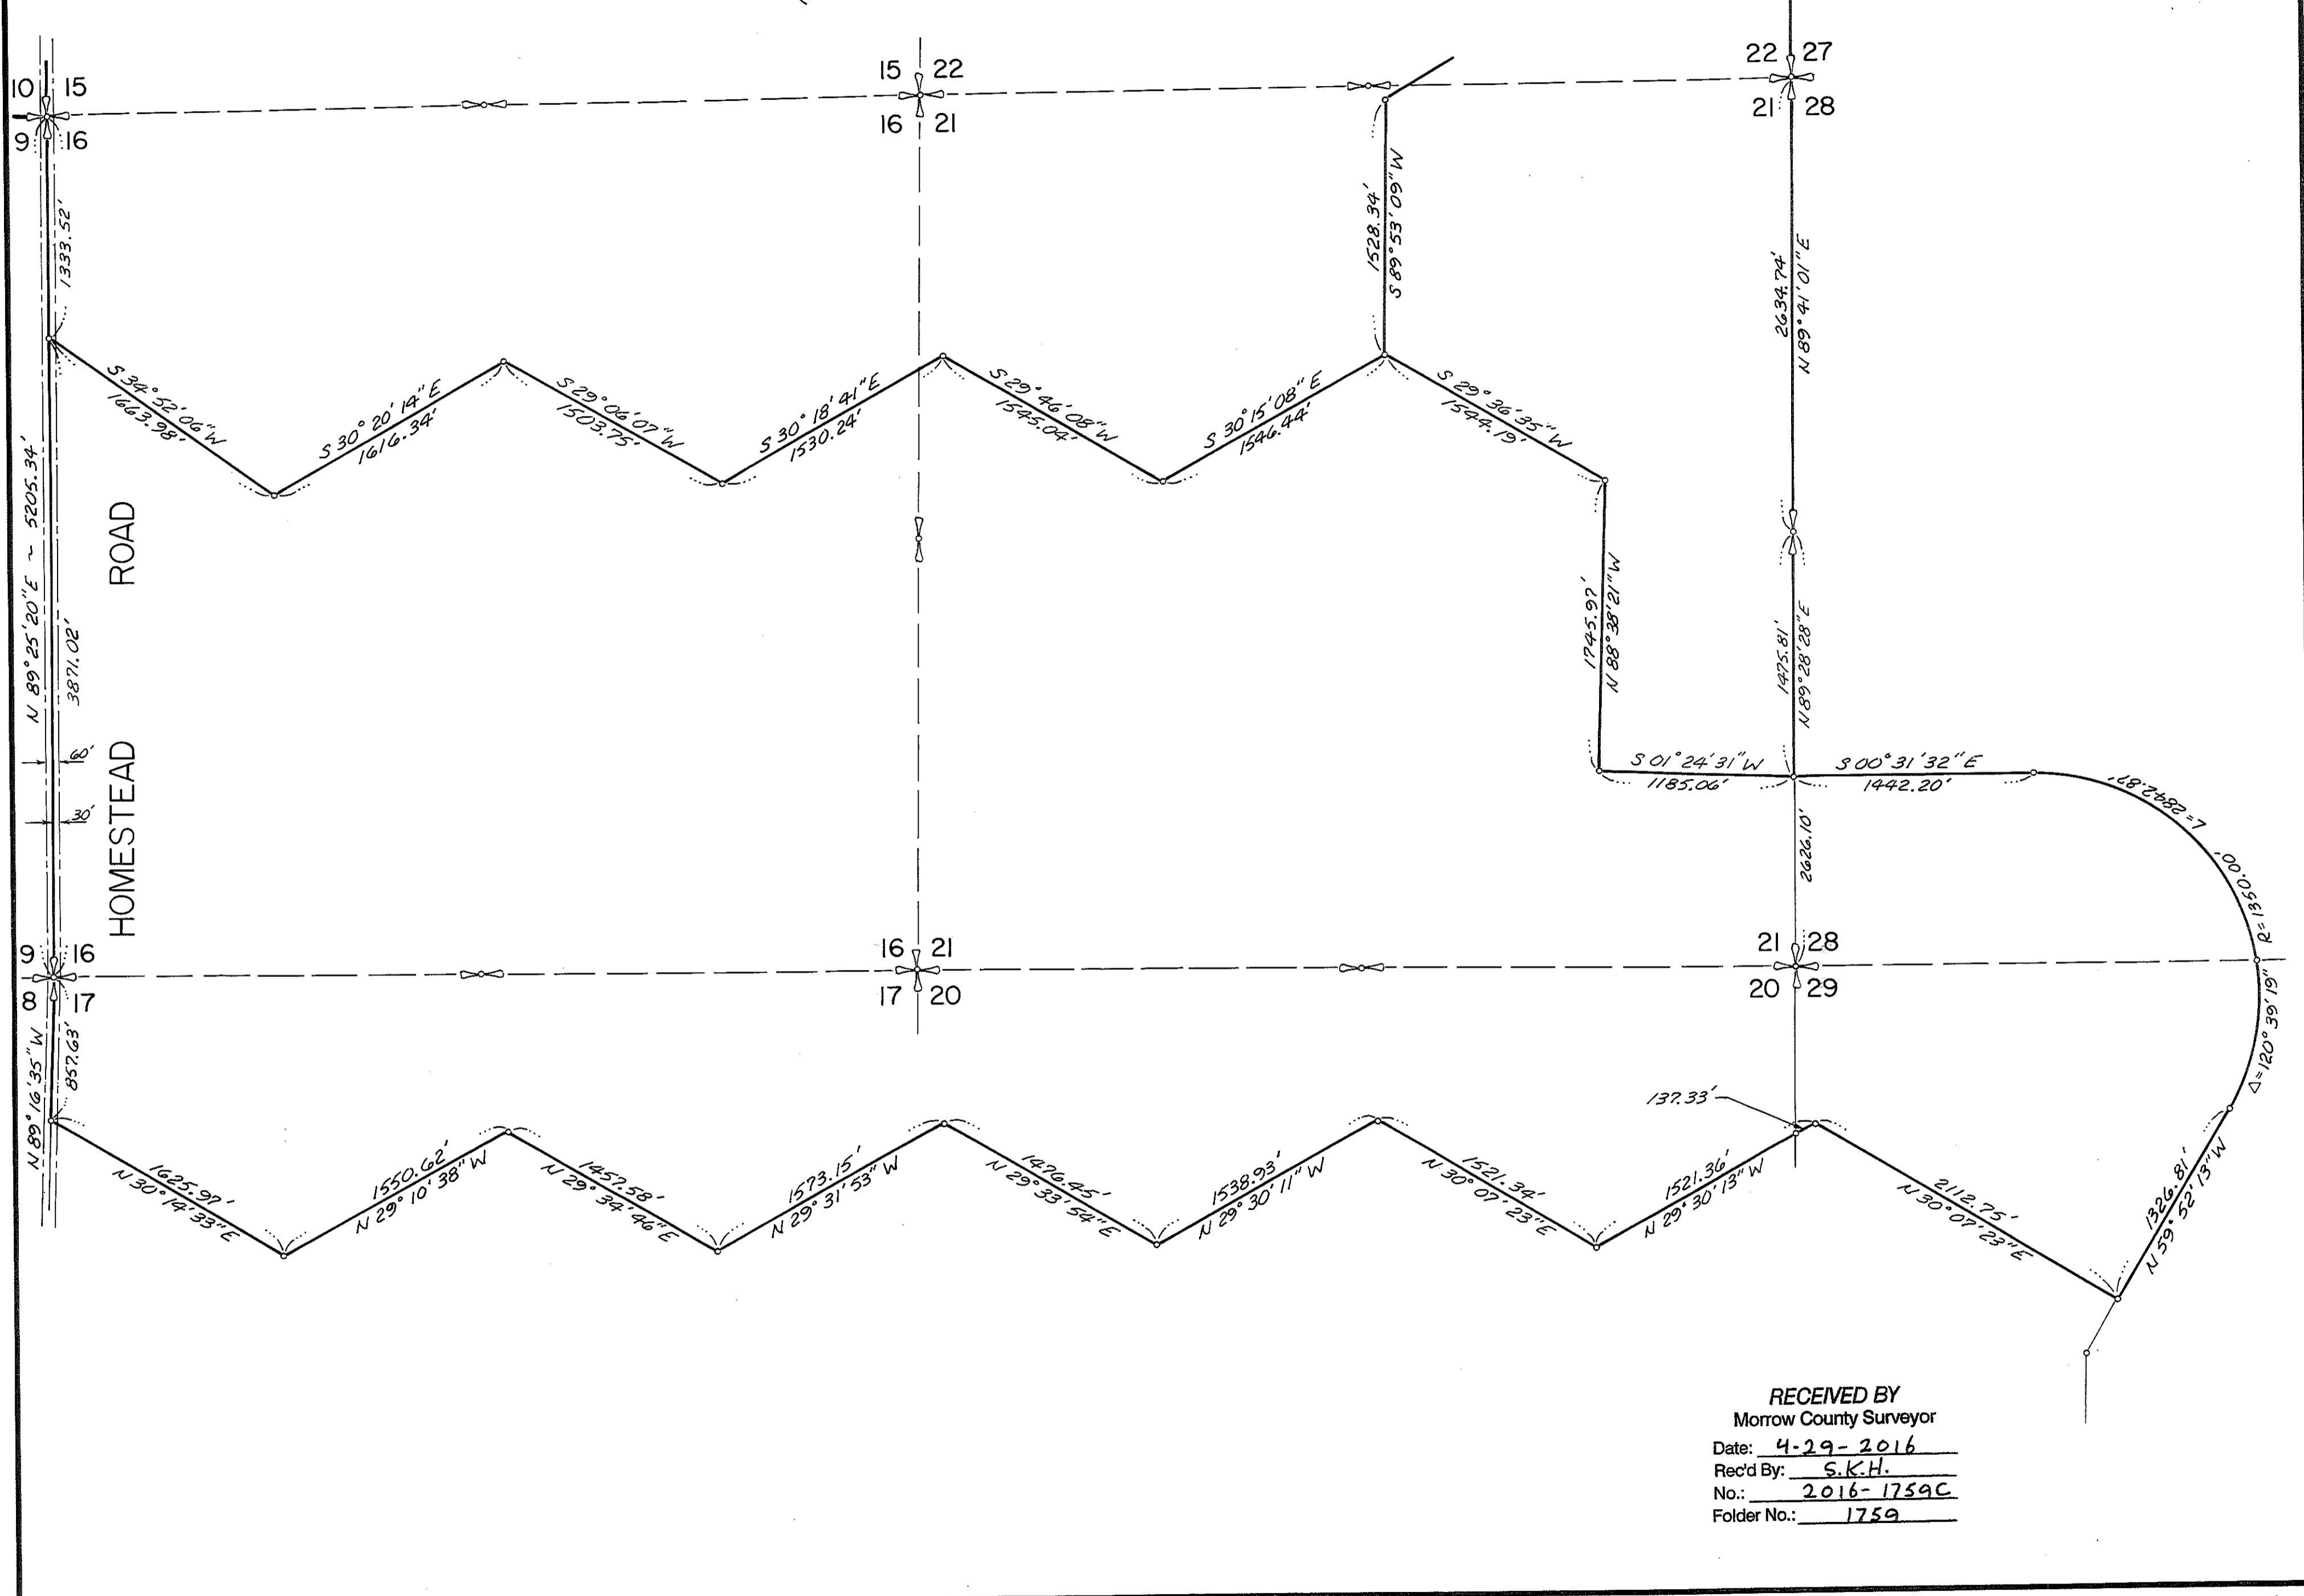 10 15
9 16
15 22
16 21
22 27
21 28
1333.52'
1528.34'
S 89° 53' 09" W
2634.74'
N 89° 41' 01" E
S 34° 52' 06" W
1663.98'
S 30° 20' 14" E
1616.34'
S 29° 06' 07" W
1503.75'
S 30° 18' 41" E
1530.24'
S 29° 46' 08" W
1545.04'
S 30° 15' 08" E
1546.44'
S 29° 36' 35" W
1544.19'
N 89° 25' 20" E ~ 5205.34'
3871.02'
HOMESTEAD ROAD
60'
30'
1745.97'
N 88° 38' 21" W
1475.81'
N 89° 28' 28" E
S 01° 24' 31" W
1185.06'
S 00° 31' 32" E
1442.20'
2626.10'
L = 2842.87'
R = 1350.00'
Δ = 120° 39' 19"
9 16
8 17
16 21
17 20
21 28
20 29
N 89° 16' 35" W
857.63'
137.33'
1625.97'
N 30° 14' 33" E
1550.62'
N 29° 10' 38" W
1457.58'
N 29° 34' 46" E
1573.15'
N 29° 31' 53" W
1476.45'
N 29° 33' 54" E
1538.93'
N 29° 30' 11" W
1521.34'
N 30° 07' 23" E
1521.36'
N 29° 30' 13" W
2112.75'
N 30° 07' 23" E
1326.81'
N 59° 52' 13" W
RECEIVED BY
Morrow County Surveyor
Date: 4-29-2016
Rec'd By: S.K.H.
No.: 2016-1759C
Folder No.: 1759